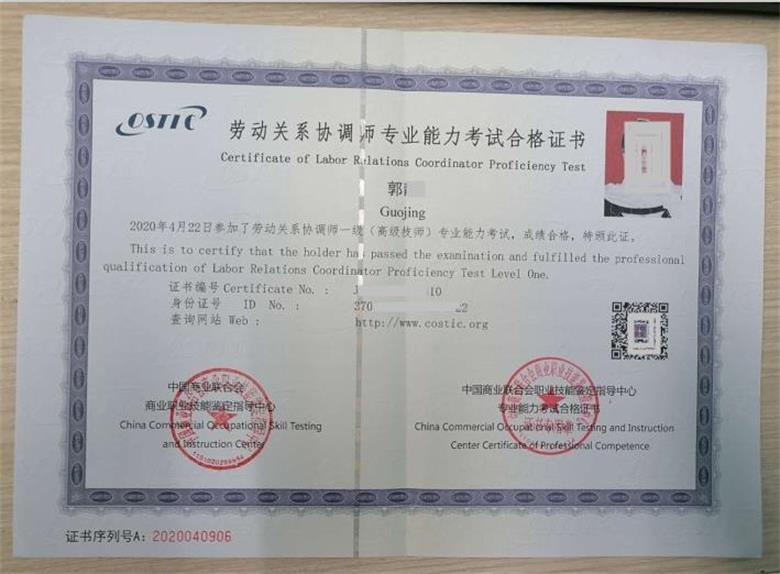 OSTTC
劳动关系协调师专业能力考试合格证书
Certificate of Labor Relations Coordinator Proficiency Test
郭
Guojing
2020年4月22日参加了劳动关系协调师一级（高级技师）专业能力考试，成绩合格，特颁此证。
This is to certify that the holder has passed the examination and fulfilled the professional
qualification of Labor Relations Coordinator Proficiency Test Level One.
证书编号 Certificate No. : J 10
身份证号 ID No. : 370 22
查询网站 Web : http://www.costic.org
中国商业联合会
商业职业技能鉴定指导中心
China Commercial Occupational Skill Testing
and Instruction Center
中国商业联合会职业技能鉴定指导中心
专业能力考试合格证书
China Commercial Occupational Skill Testing and Instruction
Center Certificate of Professional Competence.
证书序列号A: 2020040906